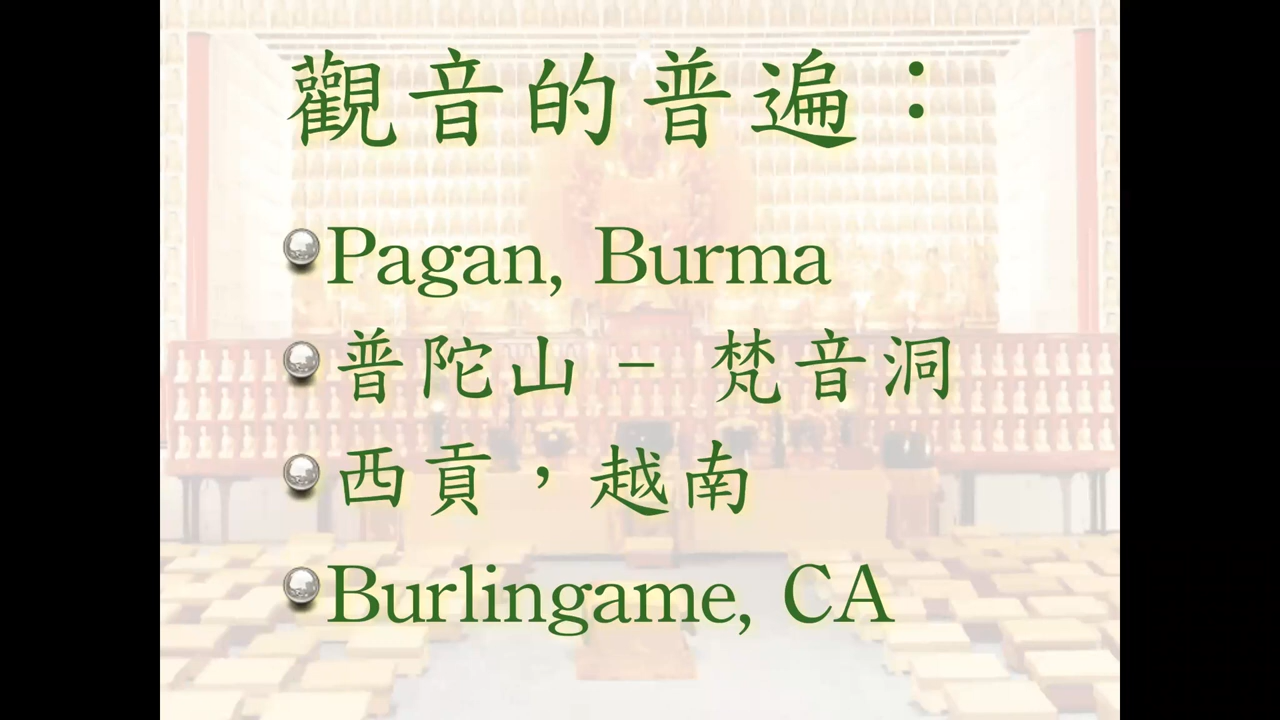 觀音的普遍：
Pagan, Burma
普陀山 - 梵音洞
西貢，越南
Burlingame, CA